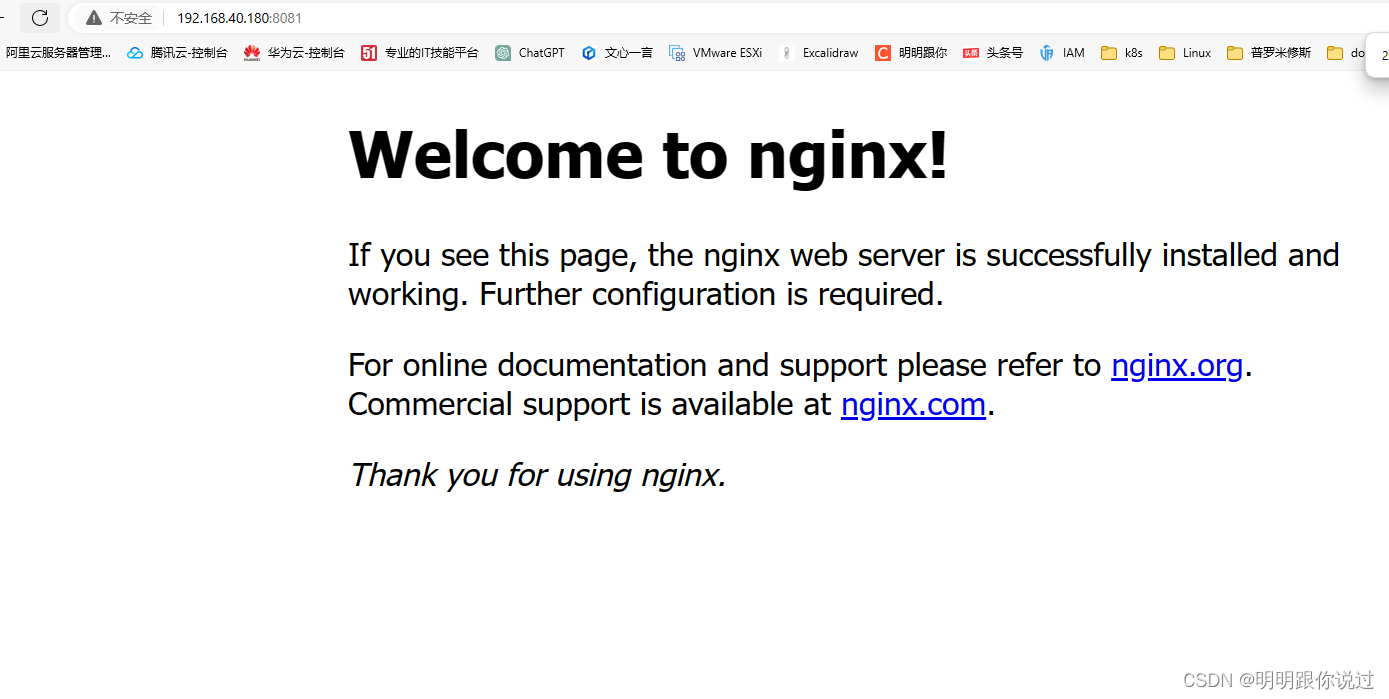 不安全 192.168.40.180:8081
阿里云服务器管理... 腾讯云-控制台 华为云-控制台 51 专业的IT技能平台 ChatGPT 文心一言 VMware ESXi Excalidraw C 明明跟你 头条 头条号 IAM k8s Linux 普罗米修斯 do 2
Welcome to nginx!
If you see this page, the nginx web server is successfully installed and
working. Further configuration is required.
For online documentation and support please refer to nginx.org.
Commercial support is available at nginx.com.
Thank you for using nginx.
CSDN @明明跟你说过